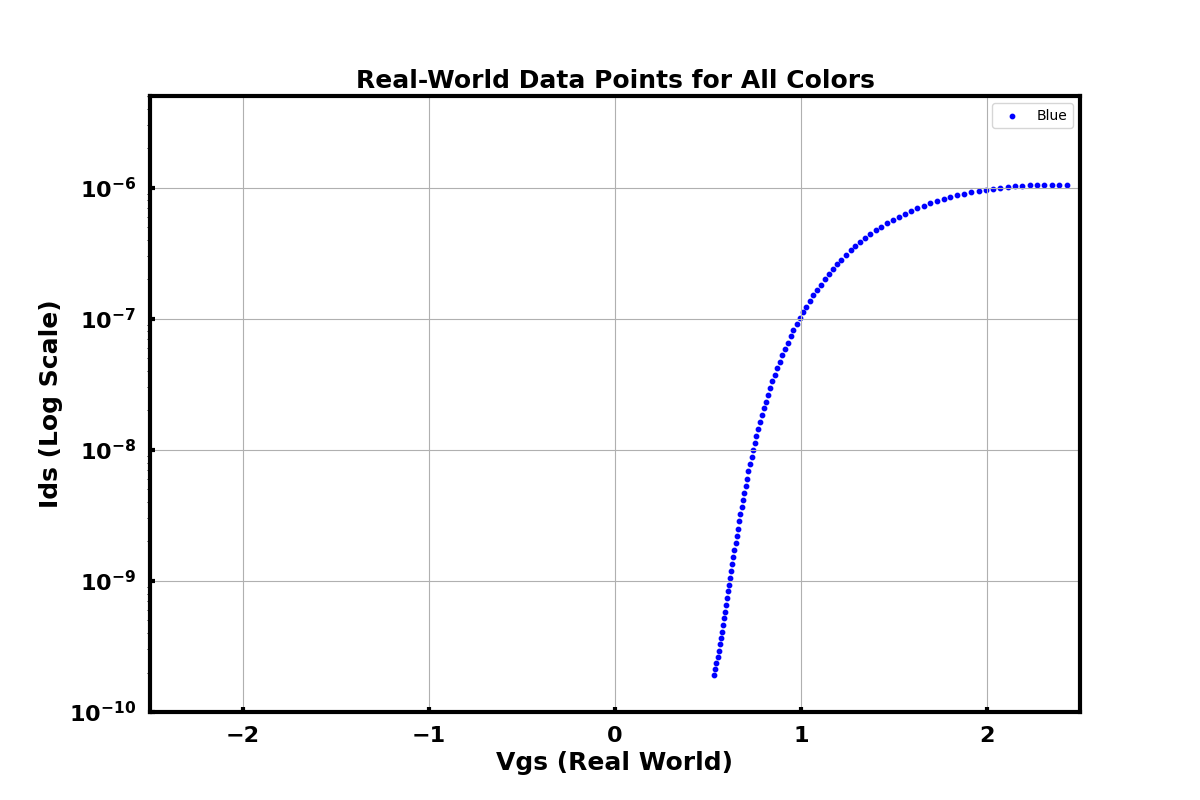 Real-World Data Points for All Colors
Blue
10⁻⁶
10⁻⁷
10⁻⁸
10⁻⁹
10⁻¹⁰
Ids (Log Scale)
−2 −1 0 1 2
Vgs (Real World)